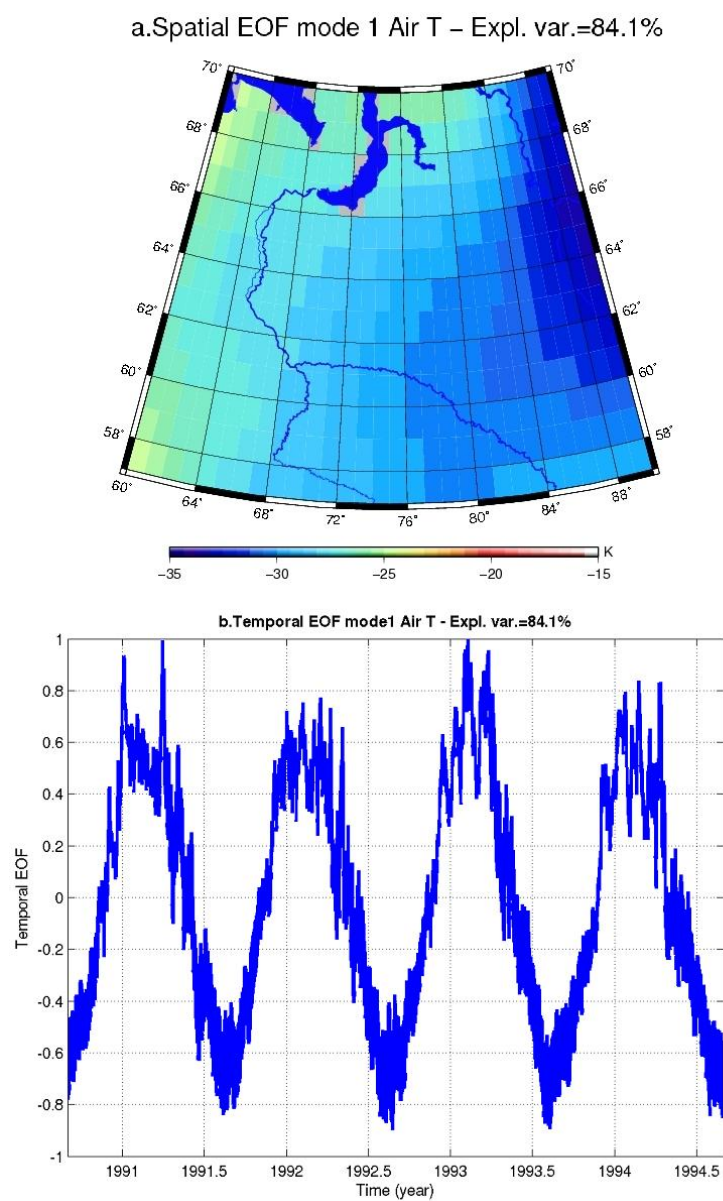 a.Spatial EOF mode 1 Air T – Expl. var.=84.1%
70˚ 70˚
68˚ 68˚
66˚ 66˚
64˚ 64˚
62˚ 62˚
60˚ 60˚
58˚ 58˚
60˚ 64˚ 68˚ 72˚ 76˚ 80˚ 84˚ 88˚
K
−35 −30 −25 −20 −15
b.Temporal EOF mode1 Air T - Expl. var.=84.1%
Temporal EOF
1
0.8
0.6
0.4
0.2
0
-0.2
-0.4
-0.6
-0.8
-1
1991 1991.5 1992 1992.5 1993 1993.5 1994 1994.5
Time (year)